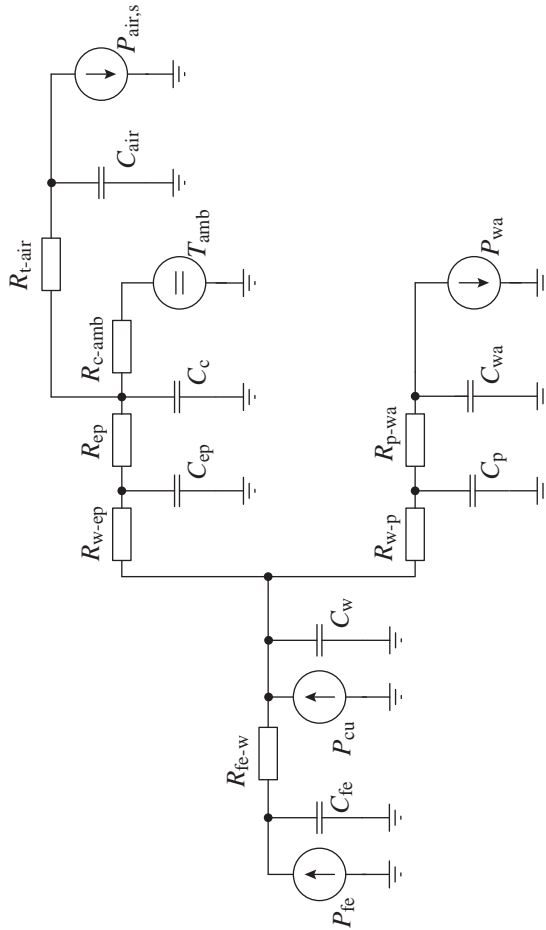 P_air,s
C_air
R_t-air
T_amb
R_c-amb
C_c
R_ep
C_ep
R_w-ep
P_wa
C_wa
R_p-wa
C_p
R_w-p
C_w
P_cu
R_fe-w
C_fe
P_fe